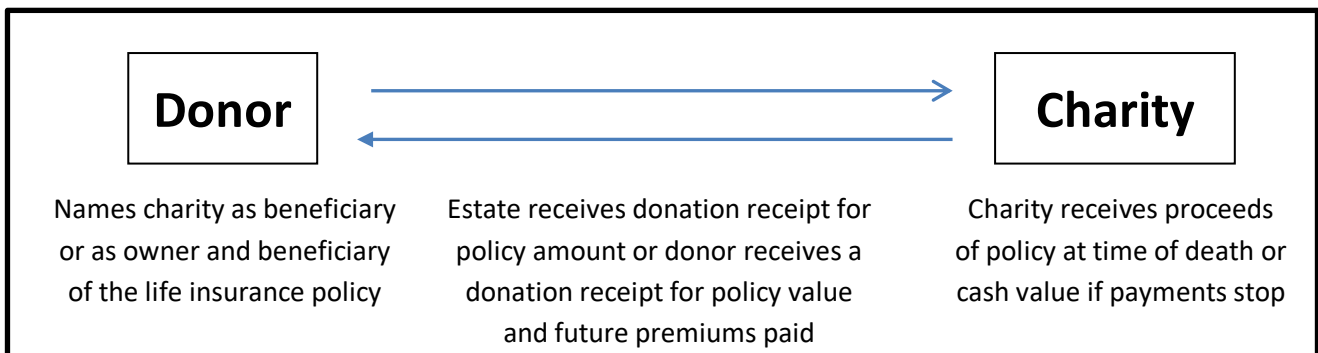 Donor
Charity
Names charity as beneficiary
or as owner and beneficiary
of the life insurance policy
Estate receives donation receipt for
policy amount or donor receives a
donation receipt for policy value
and future premiums paid
Charity receives proceeds
of policy at time of death or
cash value if payments stop